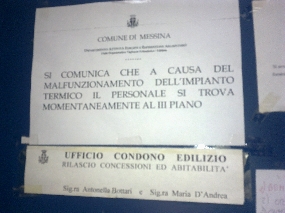 COMUNE DI MESSINA
SI COMUNICA CHE A CAUSA DEL
MALFUNZIONAMENTO DELL'IMPIANTO
TERMICO IL PERSONALE SI TROVA
MOMENTANEAMENTE AL III PIANO
UFFICIO CONDONO EDILIZIO
RILASCIO CONCESSIONI ED ABITABILITA'
Sig.ra Antonella Bottari e Sig.ra Maria D'Andrea